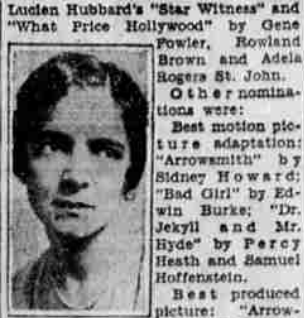 Lucien Hubbard's "Star Witness" and
"What Price Hollywood" by Gene
Fowler, Rowland
Brown and Adela
Rogers St. John.
Other nomina-
tions were:
Best motion pic-
ture adaptation:
"Arrowsmith" by
Sidney Howard;
"Bad Girl" by Ed-
win Burke; "Dr.
Jekyll and Mr.
Hyde" by Percy
Heath and Samuel
Hoffenstein.
Best produced
picture: "Arrow-